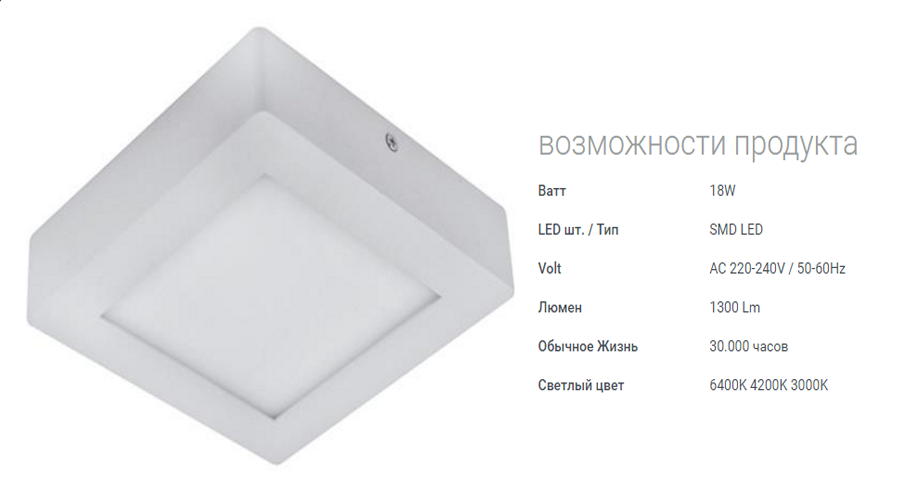 возможности продукта
Ватт 18W
LED шт. / Тип SMD LED
Volt AC 220-240V / 50-60Hz
Люмен 1300 Lm
Обычное Жизнь 30.000 часов
Светлый цвет 6400K 4200K 3000K